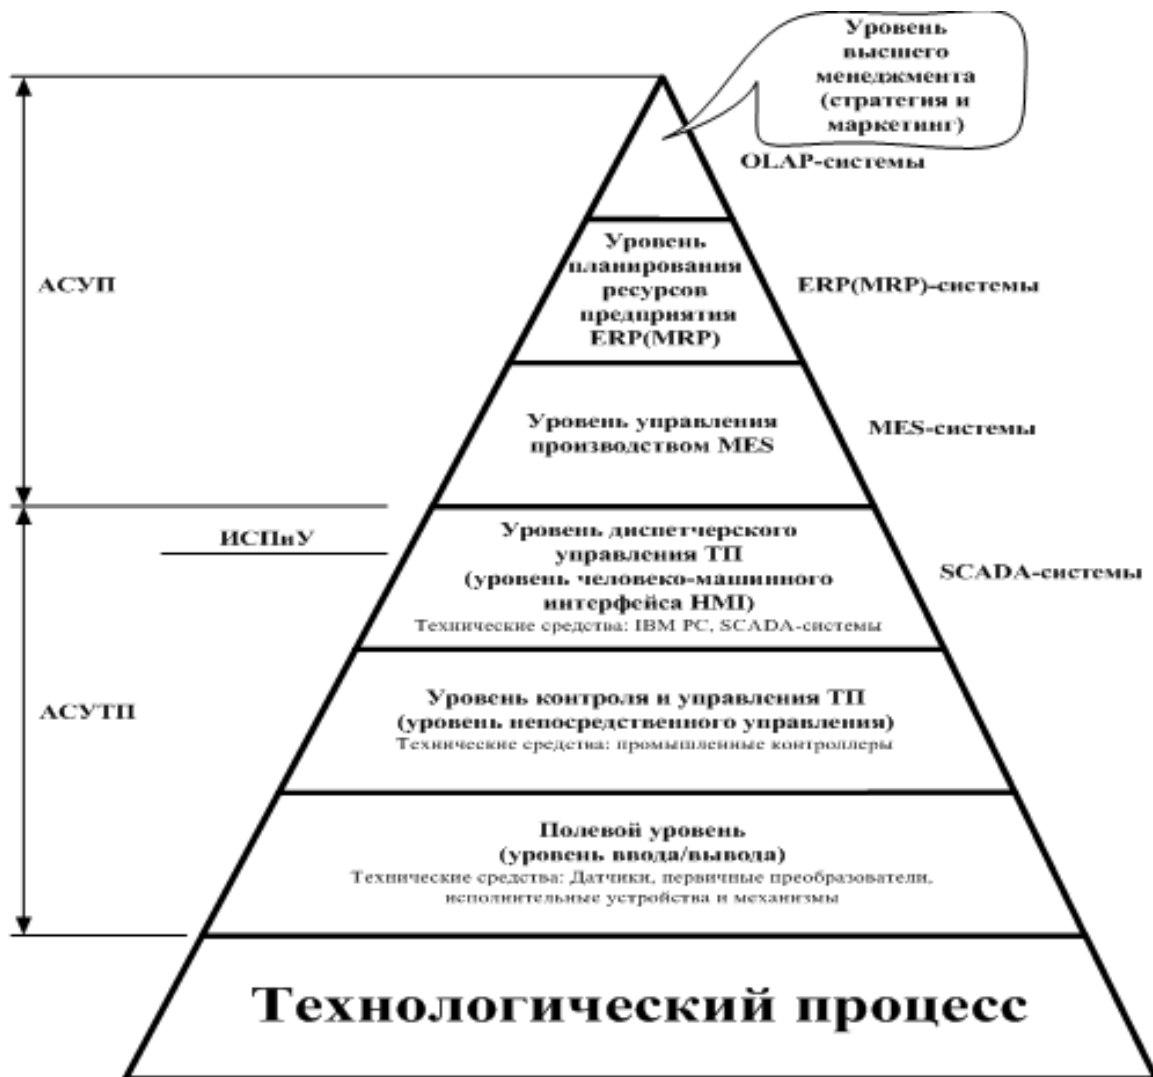 Уровень
высшего
менеджмента
(стратегия и
маркетинг)
OLAP-системы
АСУП
Уровень
планирования
ресурсов
предприятия
ERP(MRP)
ERP(MRP)-системы
Уровень управления
производством MES
MES-системы
ИСПиУ
Уровень диспетчерского
управления ТП
(уровень человеко-машинного
интерфейса HMI)
Технические средства: IBM PC, SCADA-системы
SCADA-системы
АСУТП
Уровень контроля и управления ТП
(уровень непосредственного управления)
Технические средства: промышленные контроллеры
Полевой уровень
(уровень ввода/вывода)
Технические средства: Датчики, первичные преобразователи,
исполнительные устройства и механизмы
Технологический процесс